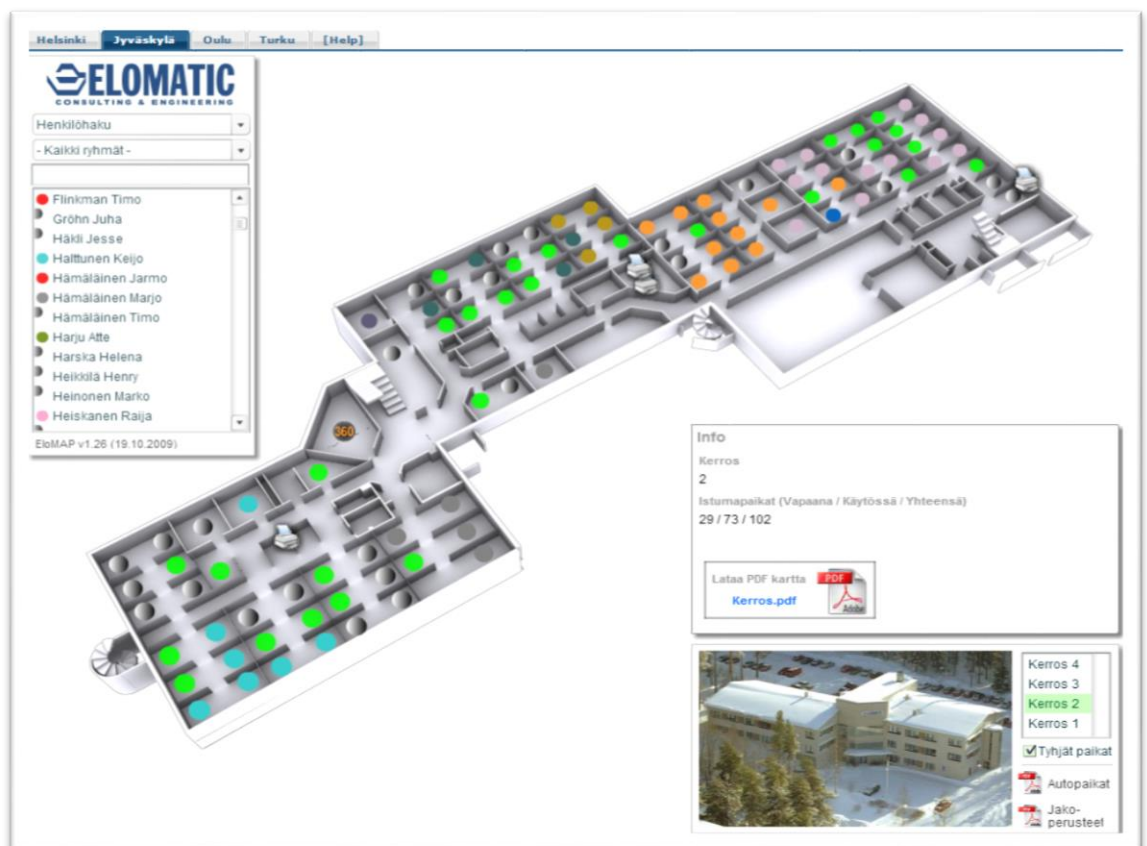 Helsinki
Jyväskylä
Oulu
Turku
[Help]
ELOMATIC
CONSULTING & ENGINEERING
Henkilöhaku
- Kaikki ryhmät -
Flinkman Timo
Gröhn Juha
Häkli Jesse
Halttunen Keijo
Hämäläinen Jarmo
Hämäläinen Marjo
Hämäläinen Timo
Harju Atte
Harska Helena
Heikkilä Henry
Heinonen Marko
Heiskanen Raija
EloMAP v1.26 (19.10.2009)
360
Info
Kerros
2
Istumapaikat (Vapaana / Käytössä / Yhteensä)
29 / 73 / 102
Lataa PDF kartta
Kerros.pdf
PDF
Adobe
Kerros 4
Kerros 3
Kerros 2
Kerros 1
Tyhjät paikat
Autopaikat
Jako-
perusteet